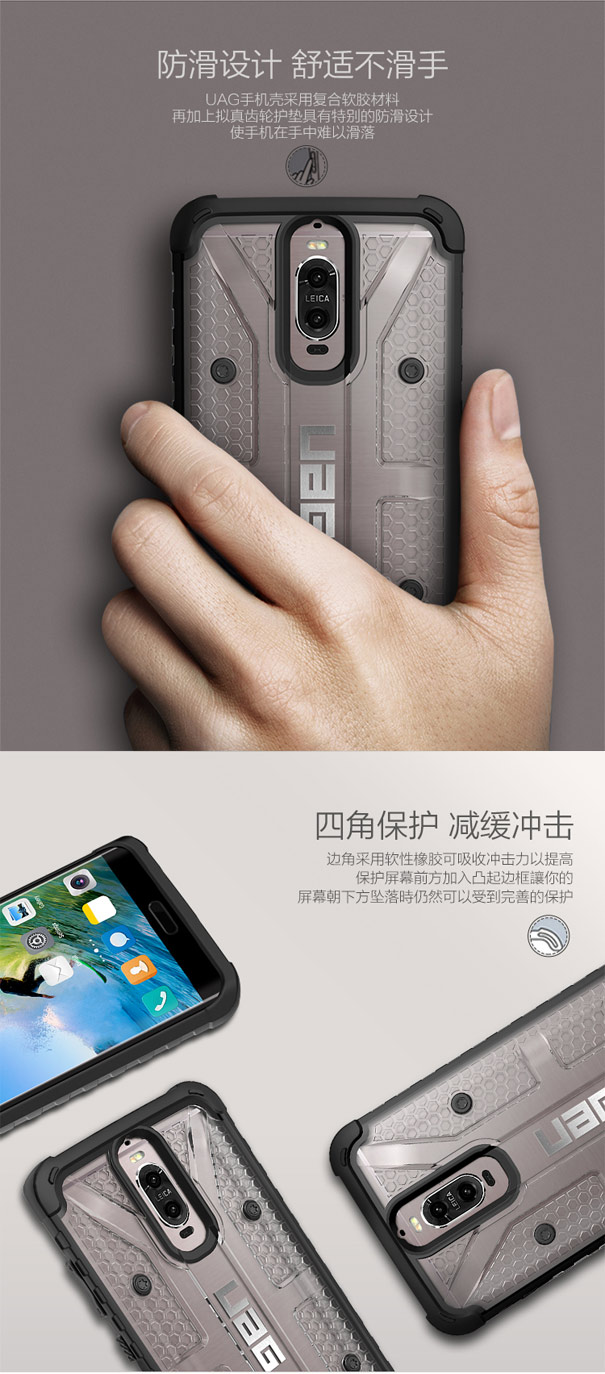 防滑设计 舒适不滑手
UAG手机壳采用复合软胶材料
再加上拟真齿轮护垫具有特别的防滑设计
使手机在手中难以滑落
LEICA
UAG
四角保护 减缓冲击
边角采用软性橡胶可吸收冲击力以提高
保护屏幕前方加入凸起边框讓你的
屏幕朝下方坠落時仍然可以受到完善的保护
LEICA
UAG
LEICA
UAG